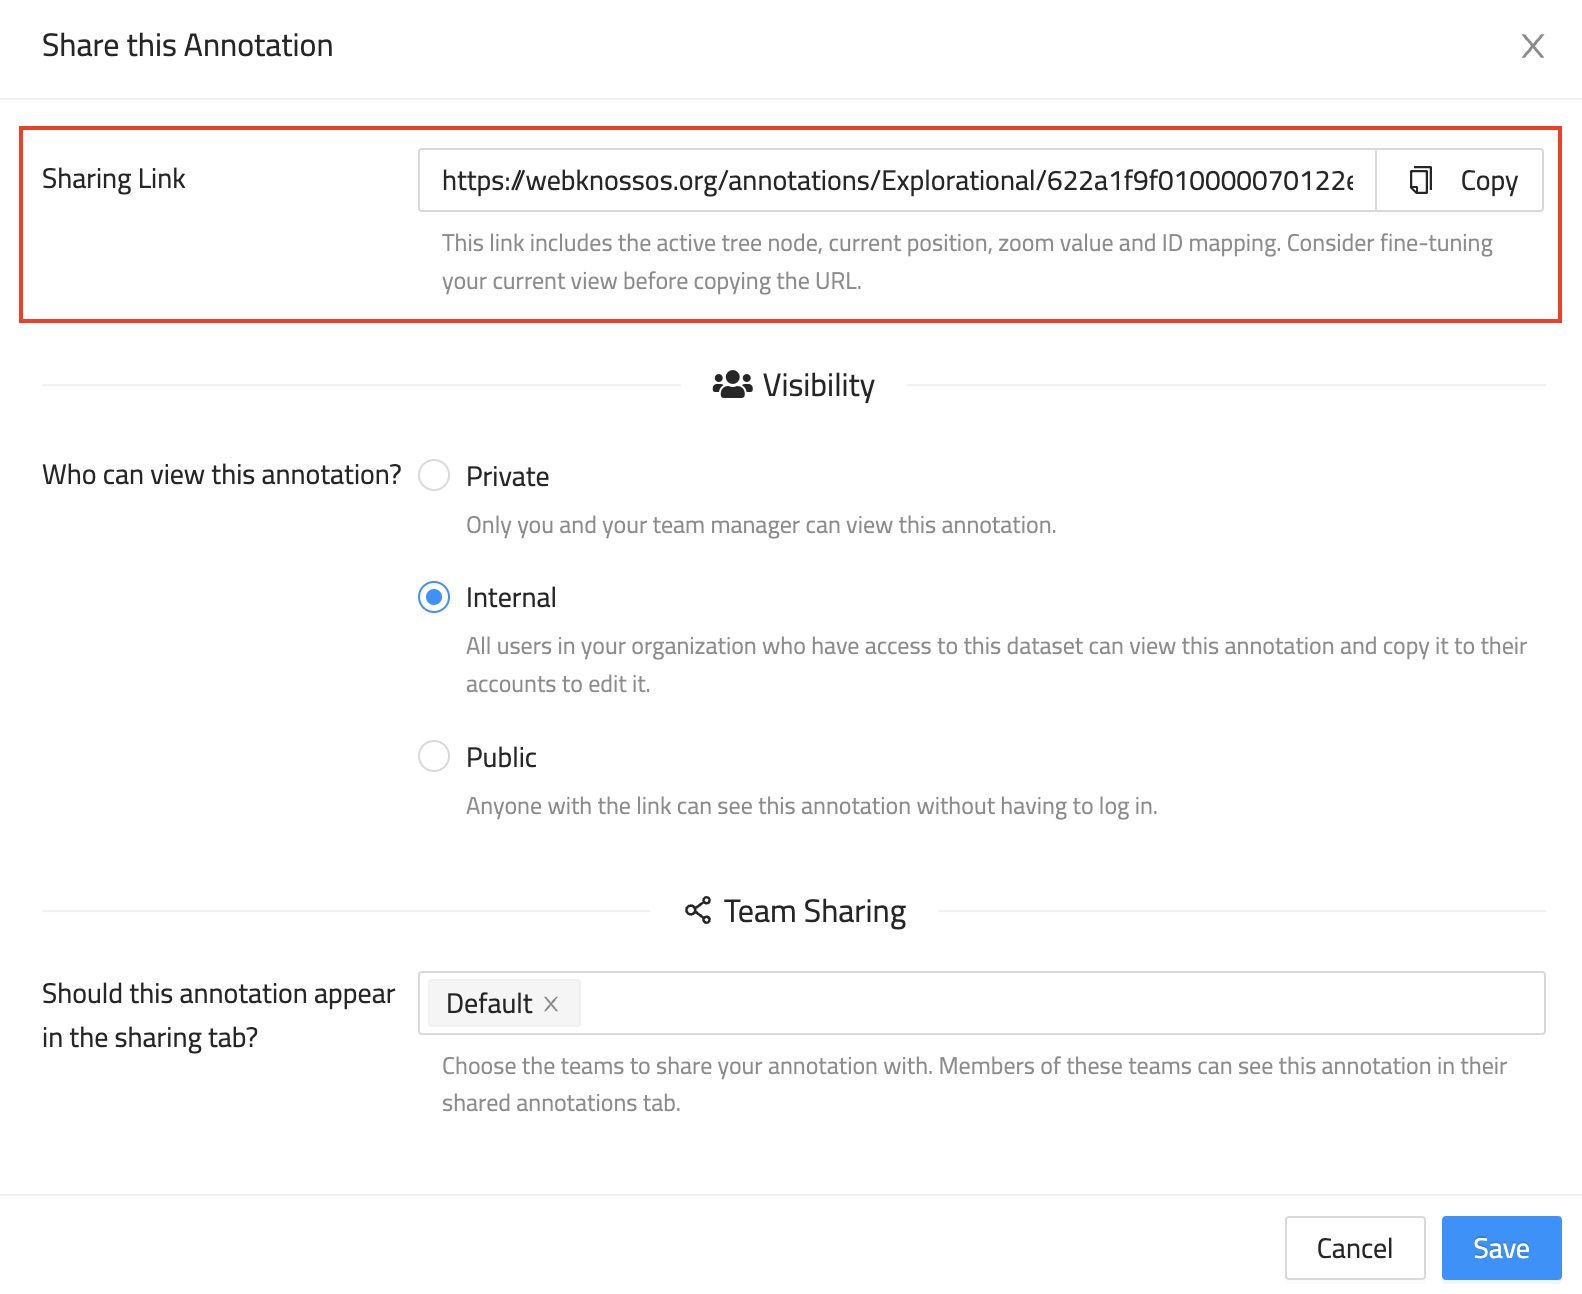 Share this Annotation
Sharing Link
https://webknossos.org/annotations/Explorational/622a1f9f010000070122e
Copy
This link includes the active tree node, current position, zoom value and ID mapping. Consider fine-tuning
your current view before copying the URL.
Visibility
Who can view this annotation?
Private
Only you and your team manager can view this annotation.
Internal
All users in your organization who have access to this dataset can view this annotation and copy it to their
accounts to edit it.
Public
Anyone with the link can see this annotation without having to log in.
Team Sharing
Should this annotation appear
in the sharing tab?
Default
Choose the teams to share your annotation with. Members of these teams can see this annotation in their
shared annotations tab.
Cancel
Save